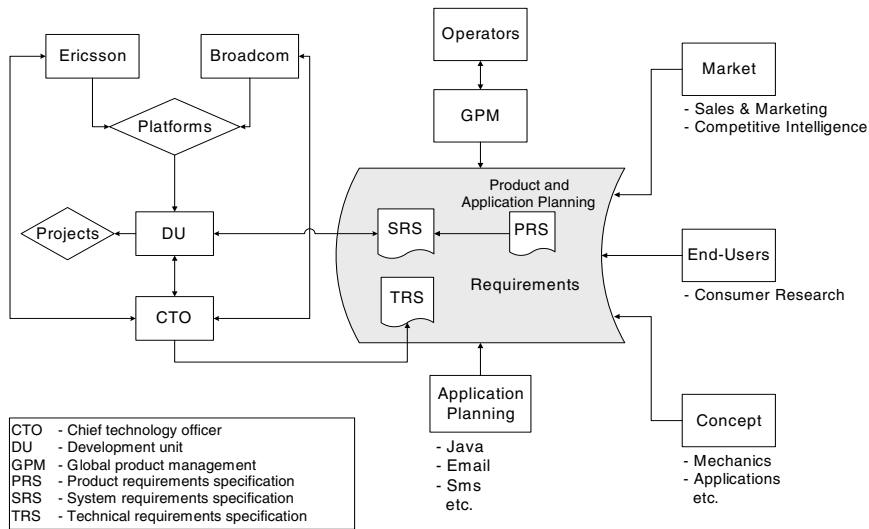 Ericsson
Broadcom
Platforms
Projects
DU
CTO
Operators
GPM
Product and
Application Planning
SRS
PRS
TRS
Requirements
Application
Planning
- Java
- Email
- Sms
etc.
Market
- Sales & Marketing
- Competitive Intelligence
End-Users
- Consumer Research
Concept
- Mechanics
- Applications
etc.
CTO - Chief technology officer
DU - Development unit
GPM - Global product management
PRS - Product requirements specification
SRS - System requirements specification
TRS - Technical requirements specification